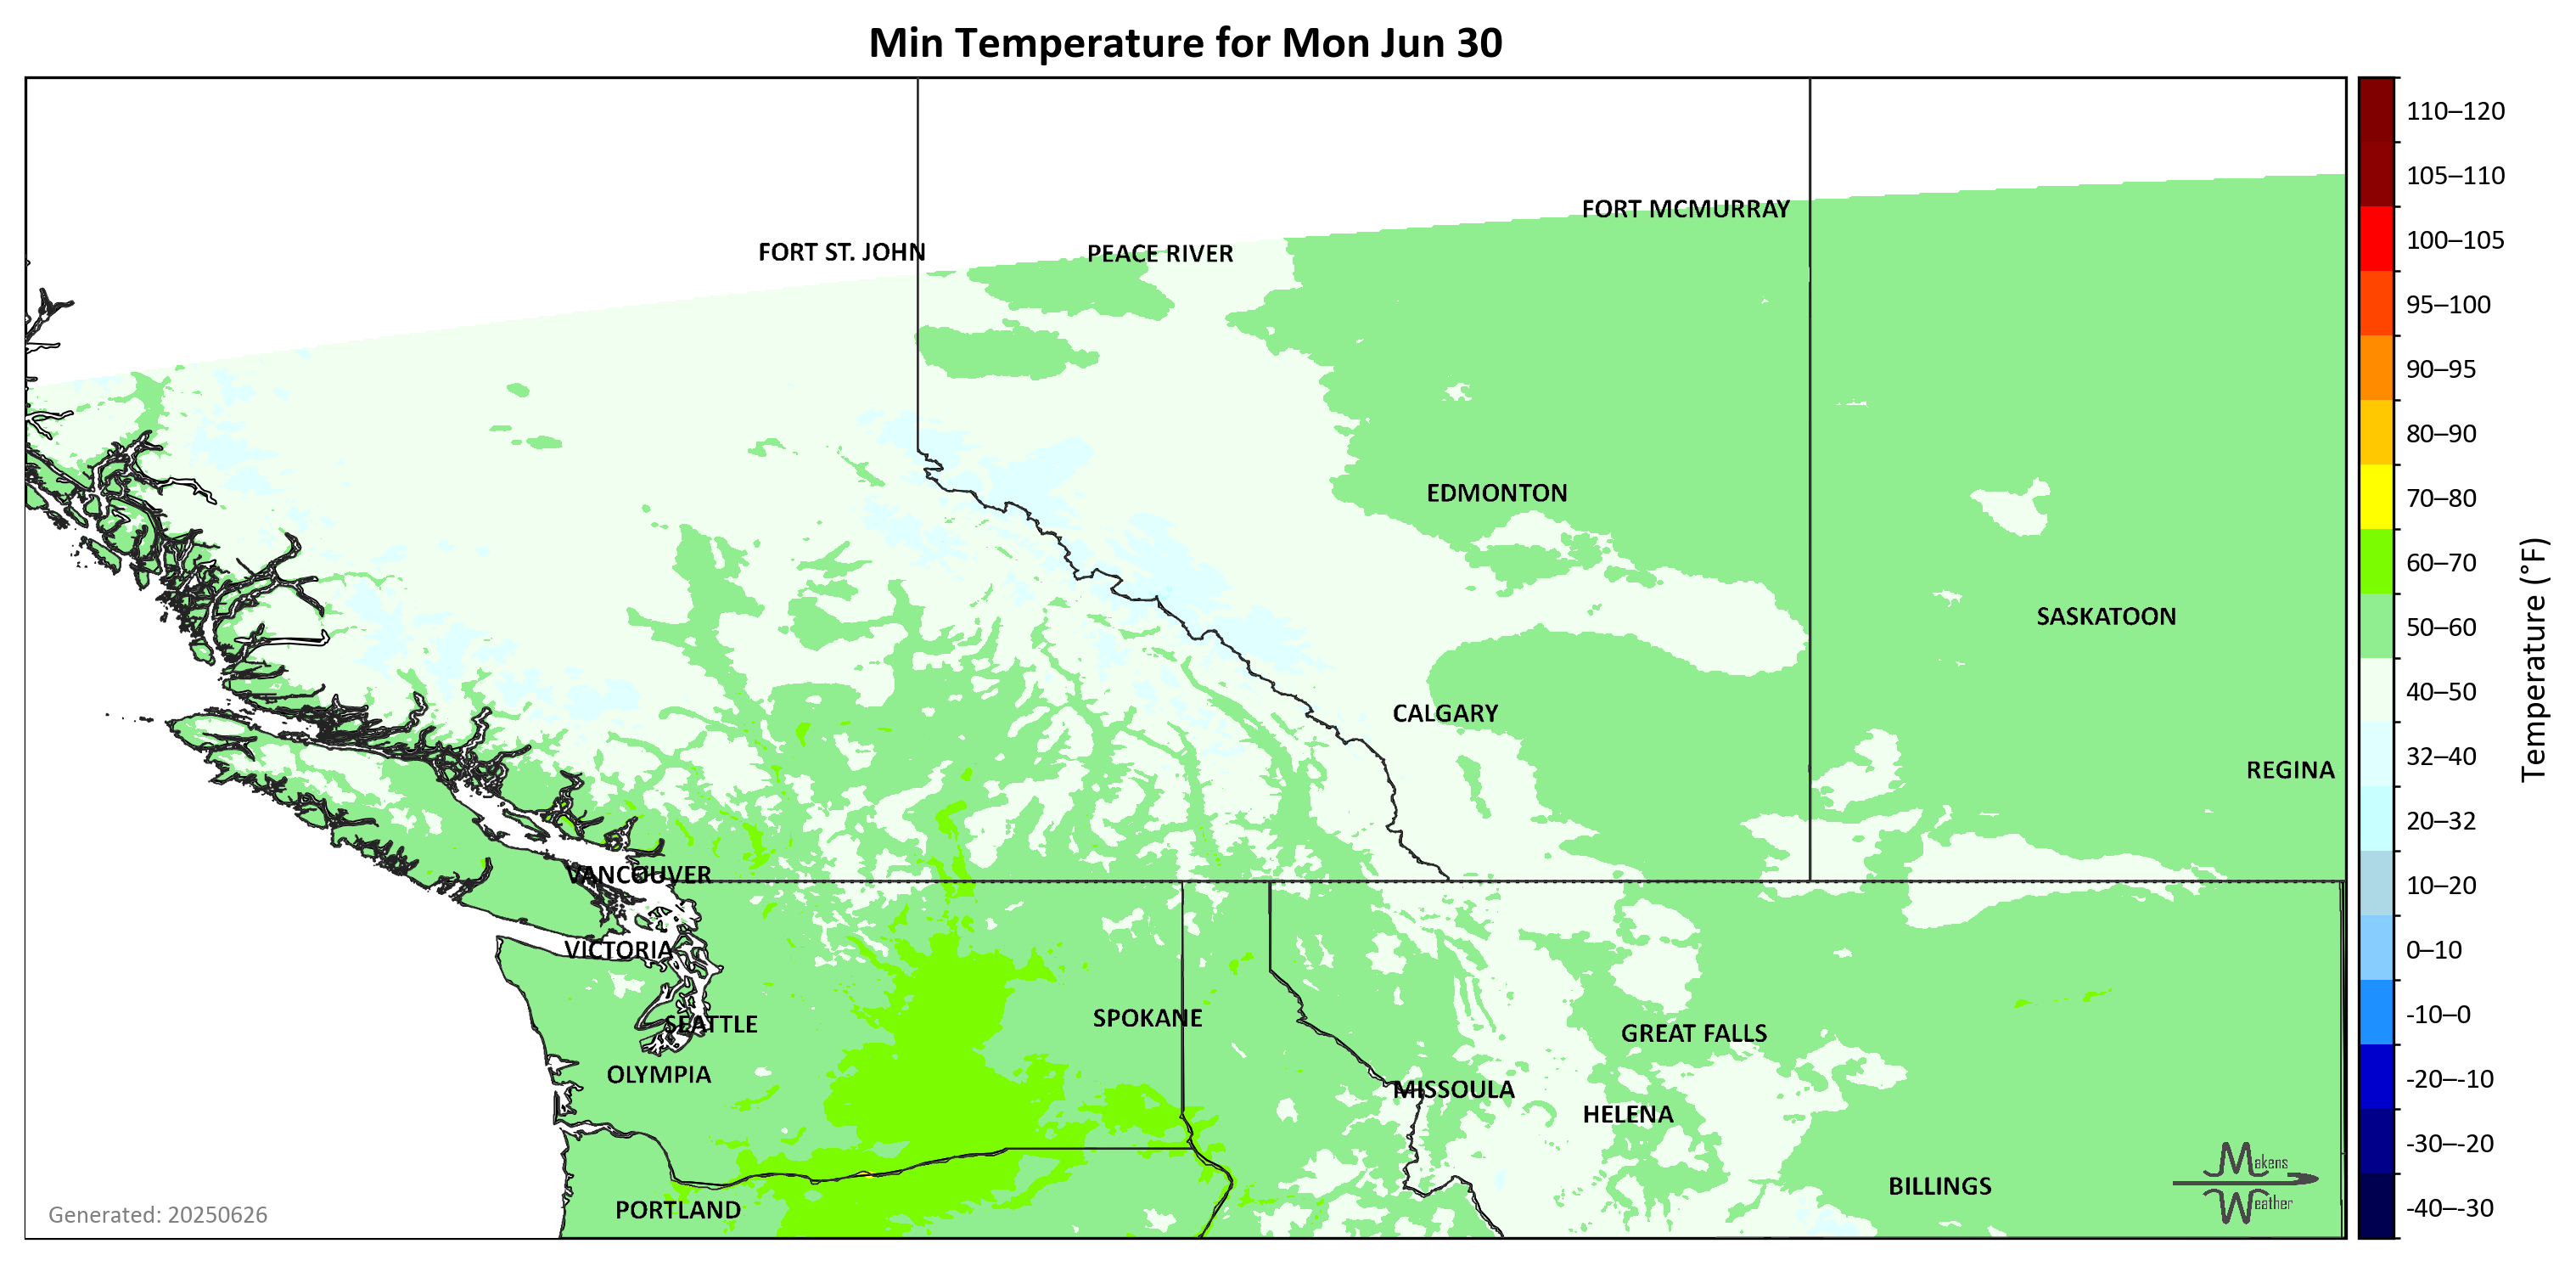 Min Temperature for Mon Jun 30
110–120
105–110
100–105
95–100
90–95
80–90
70–80
60–70
50–60
40–50
32–40
20–32
10–20
0–10
-10–0
-20–-10
-30–-20
-40–-30
Temperature (°F)
FORT MCMURRAY
FORT ST. JOHN
PEACE RIVER
EDMONTON
SASKATOON
CALGARY
REGINA
VANCOUVER
VICTORIA
SPOKANE
SEATTLE
GREAT FALLS
OLYMPIA
MISSOULA
HELENA
BILLINGS
PORTLAND
Makens
Weather
Generated: 20250626